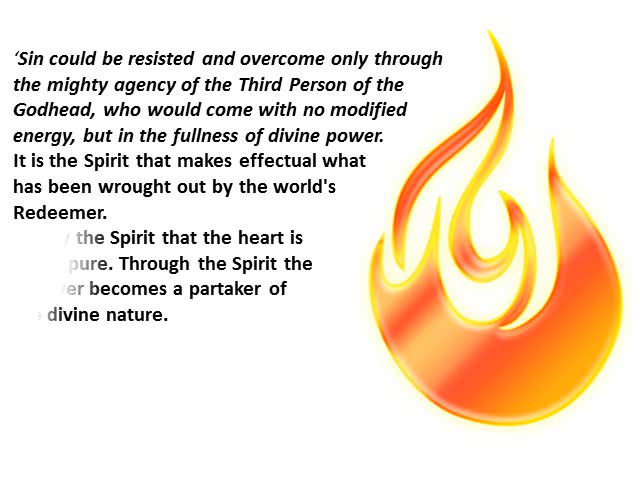 ‘Sin could be resisted and overcome only through
the mighty agency of the Third Person of the
Godhead, who would come with no modified
energy, but in the fullness of divine power.
It is the Spirit that makes effectual what
has been wrought out by the world's
Redeemer.
the Spirit that the heart is
pure. Through the Spirit the
becomes a partaker of
divine nature.